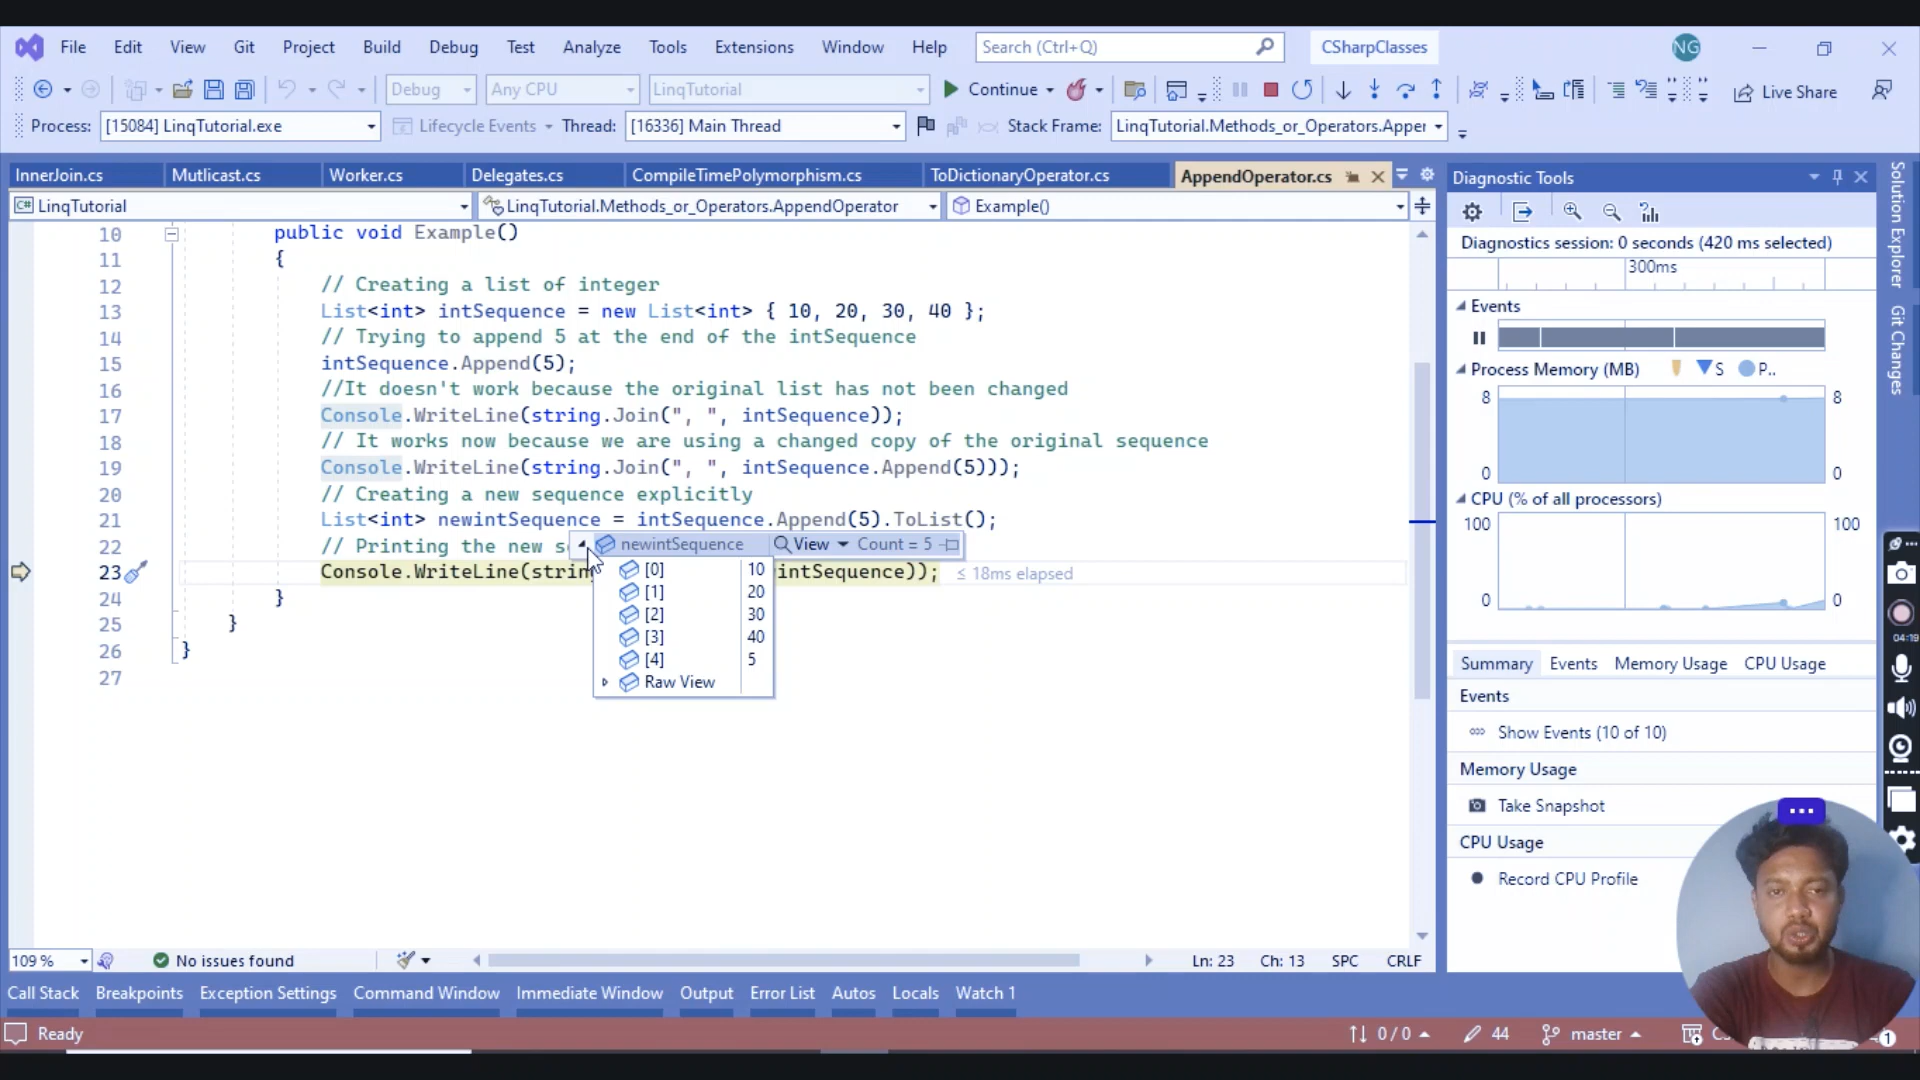 File Edit View Git Project Build Debug Test Analyze Tools Extensions Window Help Search (Ctrl+Q) CSharpClasses NG
Debug Any CPU LinqTutorial Continue Live Share
Process: [15084] LinqTutorial.exe Lifecycle Events Thread: [16336] Main Thread Stack Frame: LinqTutorial.Methods_or_Operators.Apper
InnerJoin.cs Mutlicast.cs Worker.cs Delegates.cs CompileTimePolymorphism.cs ToDictionaryOperator.cs AppendOperator.cs
LinqTutorial LinqTutorial.Methods_or_Operators.AppendOperator Example()
10 public void Example()
11 {
12 // Creating a list of integer
13 List<int> intSequence = new List<int> { 10, 20, 30, 40 };
14 // Trying to append 5 at the end of the intSequence
15 intSequence.Append(5);
16 //It doesn't work because the original list has not been changed
17 Console.WriteLine(string.Join(", ", intSequence));
18 // It works now because we are using a changed copy of the original sequence
19 Console.WriteLine(string.Join(", ", intSequence.Append(5)));
20 // Creating a new sequence explicitly
21 List<int> newintSequence = intSequence.Append(5).ToList();
22 // Printing the new s
23 Console.WriteLine(string intSequence)); ≤ 18ms elapsed
24 }
25 }
26 }
27
newintSequence View Count = 5
[0] 10
[1] 20
[2] 30
[3] 40
[4] 5
Raw View
Diagnostic Tools
Diagnostics session: 0 seconds (420 ms selected)
300ms
Events
Process Memory (MB) S P..
8 8
0 0
CPU (% of all processors)
100 100
0 0
Summary Events Memory Usage CPU Usage
Events
Show Events (10 of 10)
Memory Usage
Take Snapshot
CPU Usage
Record CPU Profile
Solution Explorer
Git Changes
04:19
109 % No issues found Ln: 23 Ch: 13 SPC CRLF
Call Stack Breakpoints Exception Settings Command Window Immediate Window Output Error List Autos Locals Watch 1
Ready 0 / 0 44 master 1